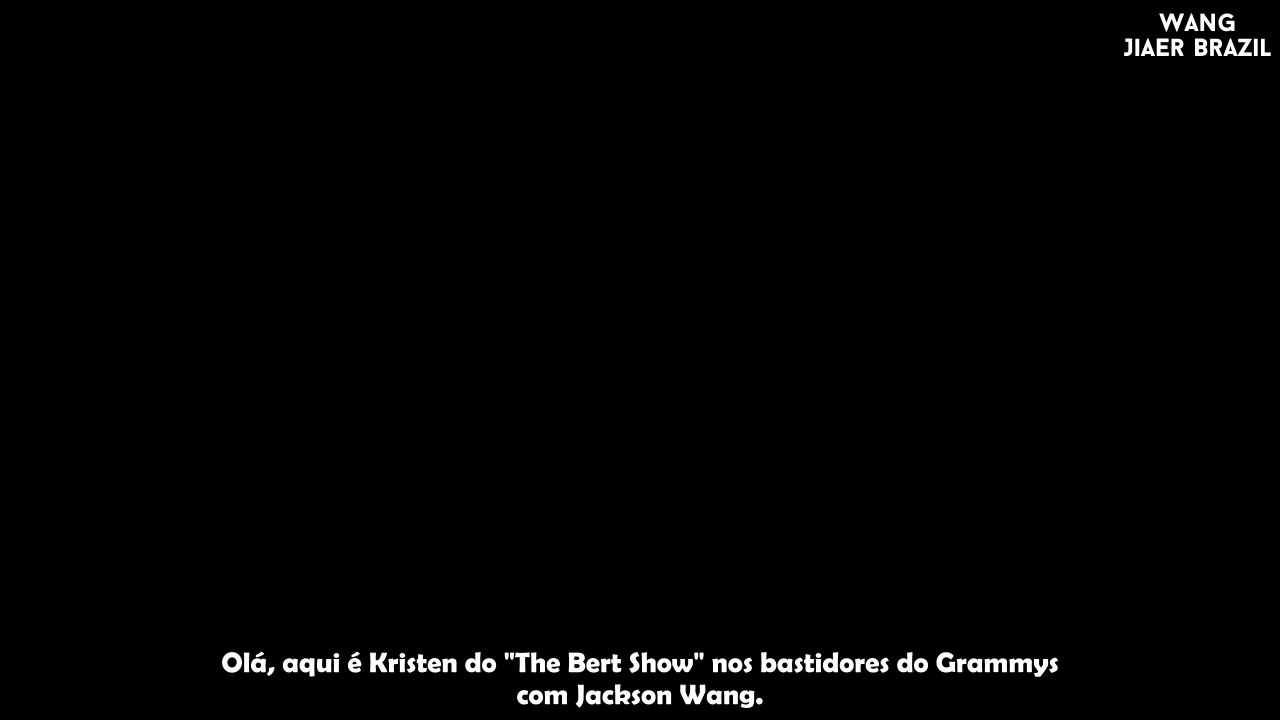 WANG
JIAER BRAZIL
Olá, aqui é Kristen do "The Bert Show" nos bastidores do Grammys
com Jackson Wang.